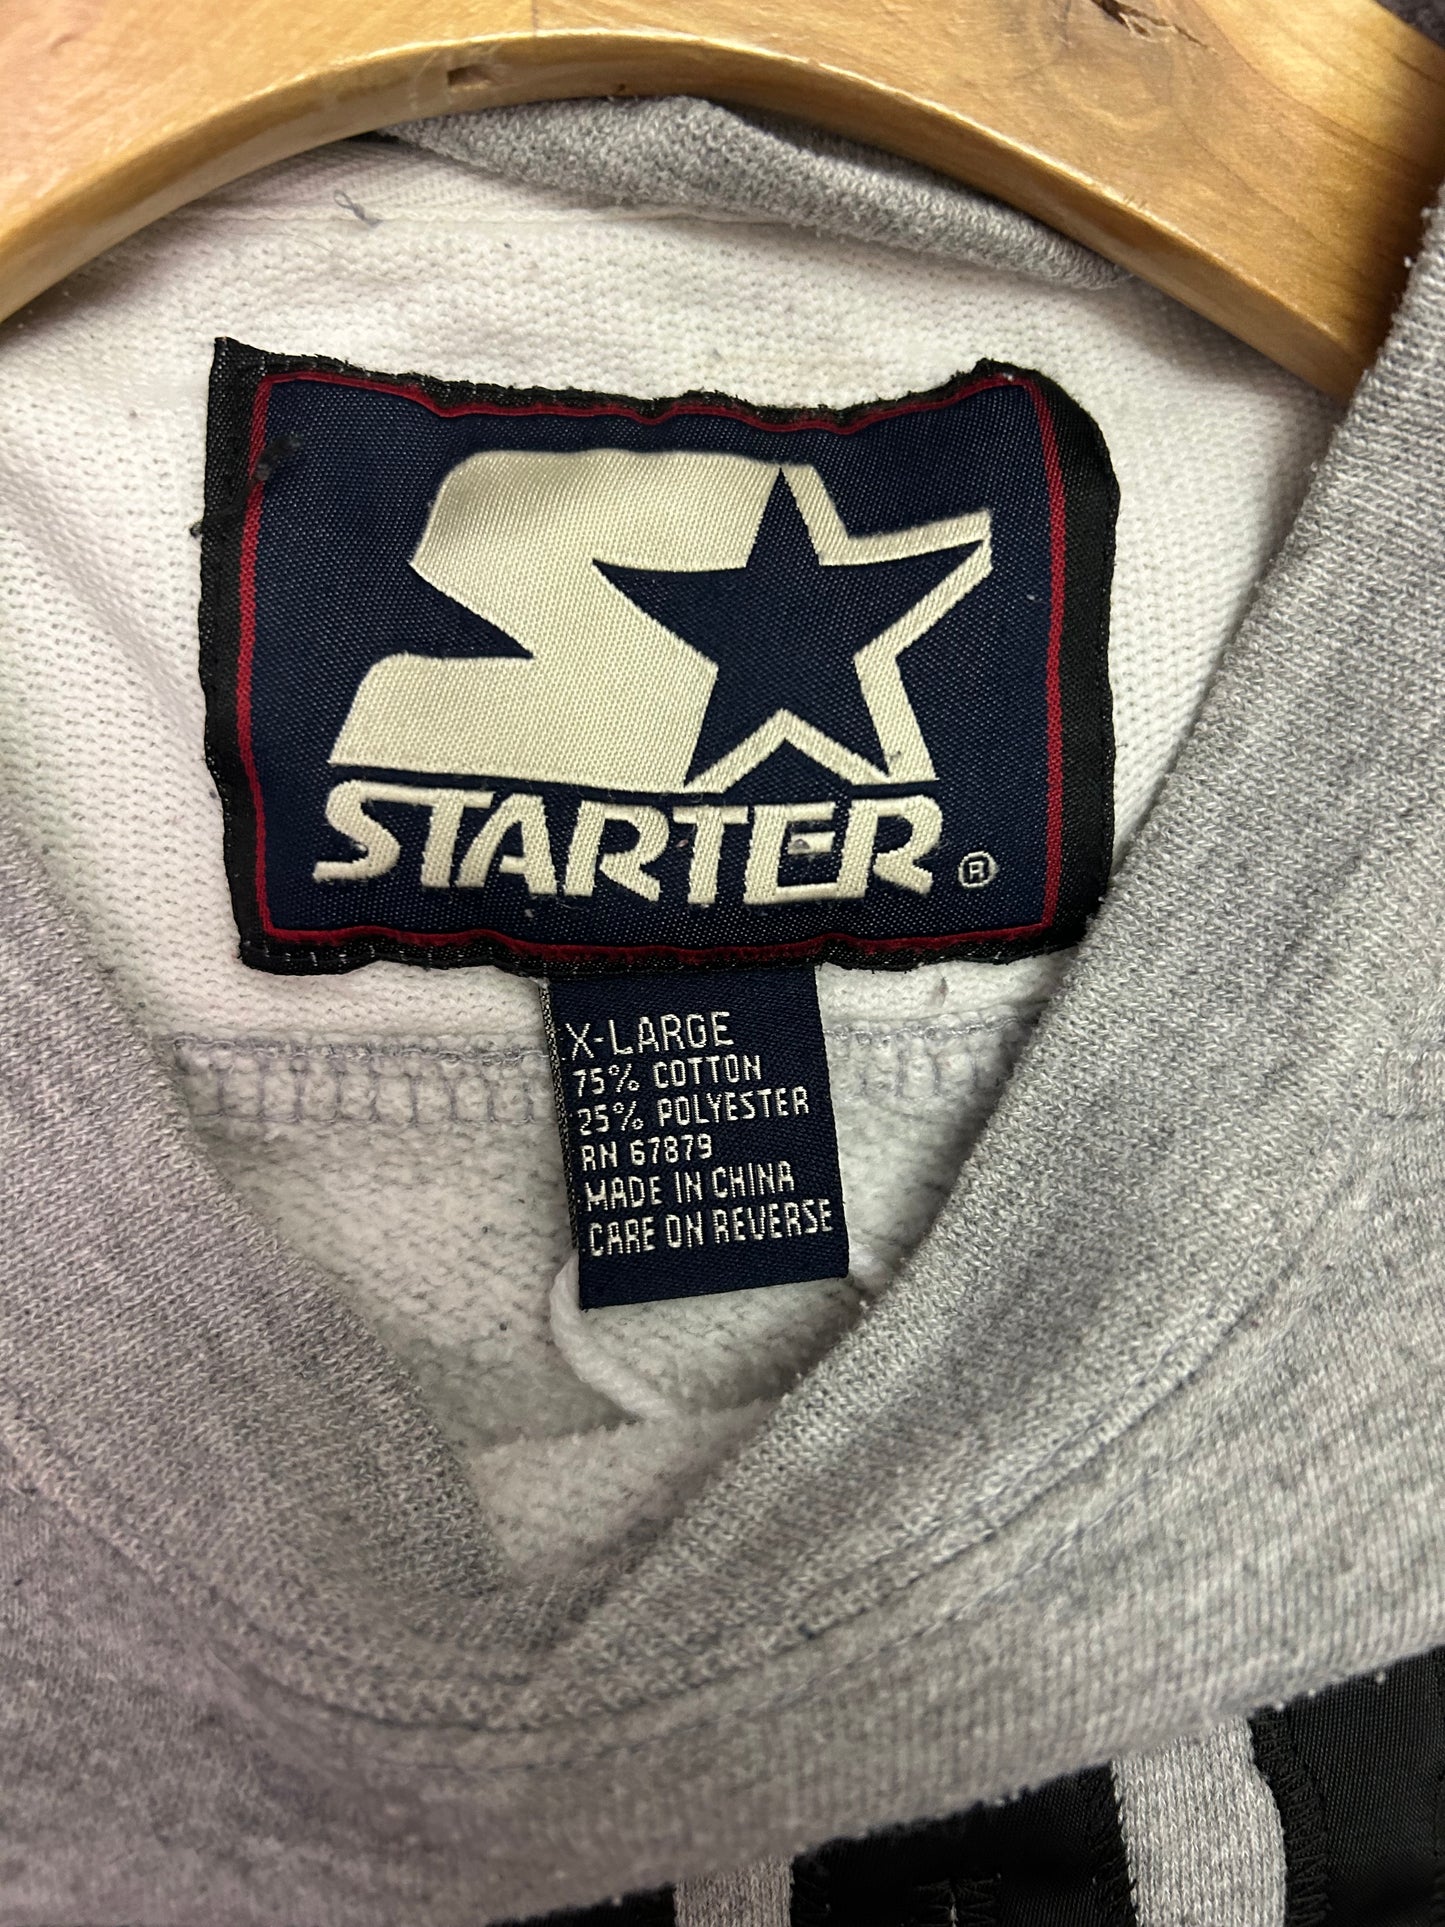 STARTER ®
X-LARGE
75% COTTON
25% POLYESTER
RN 67879
MADE IN CHINA
CARE ON REVERSE